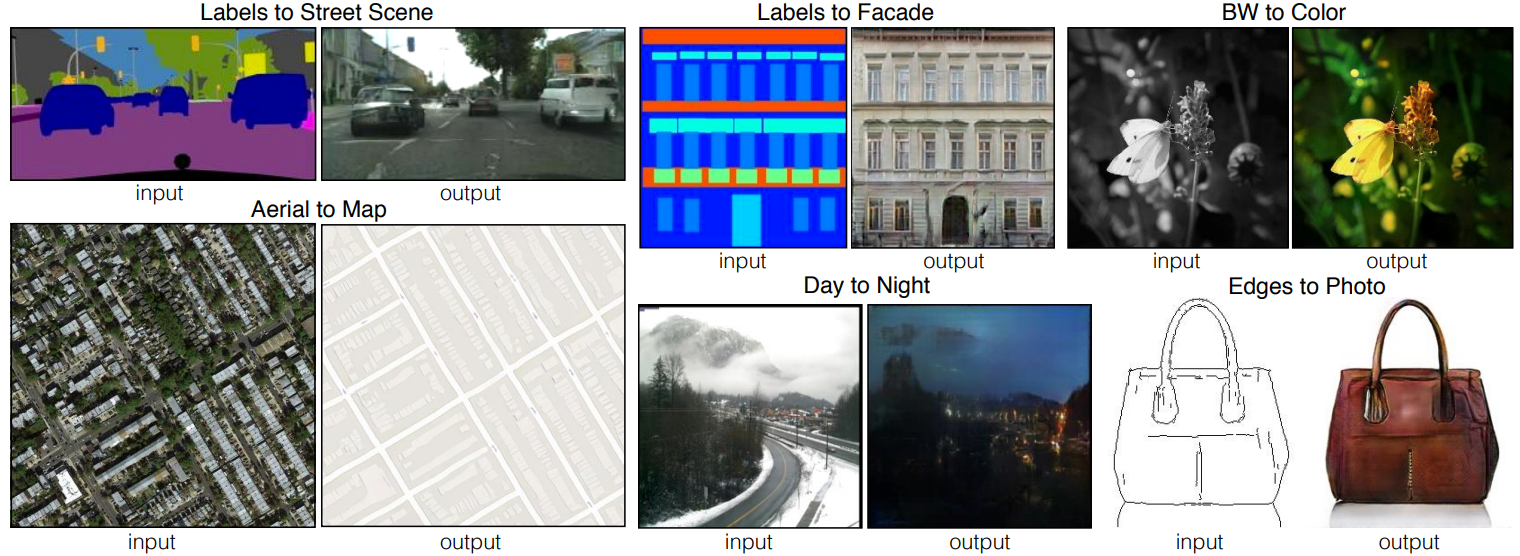 Labels to Street Scene
input
output
Aerial to Map
input
output
Labels to Facade
input
output
BW to Color
input
output
Day to Night
input
output
Edges to Photo
input
output